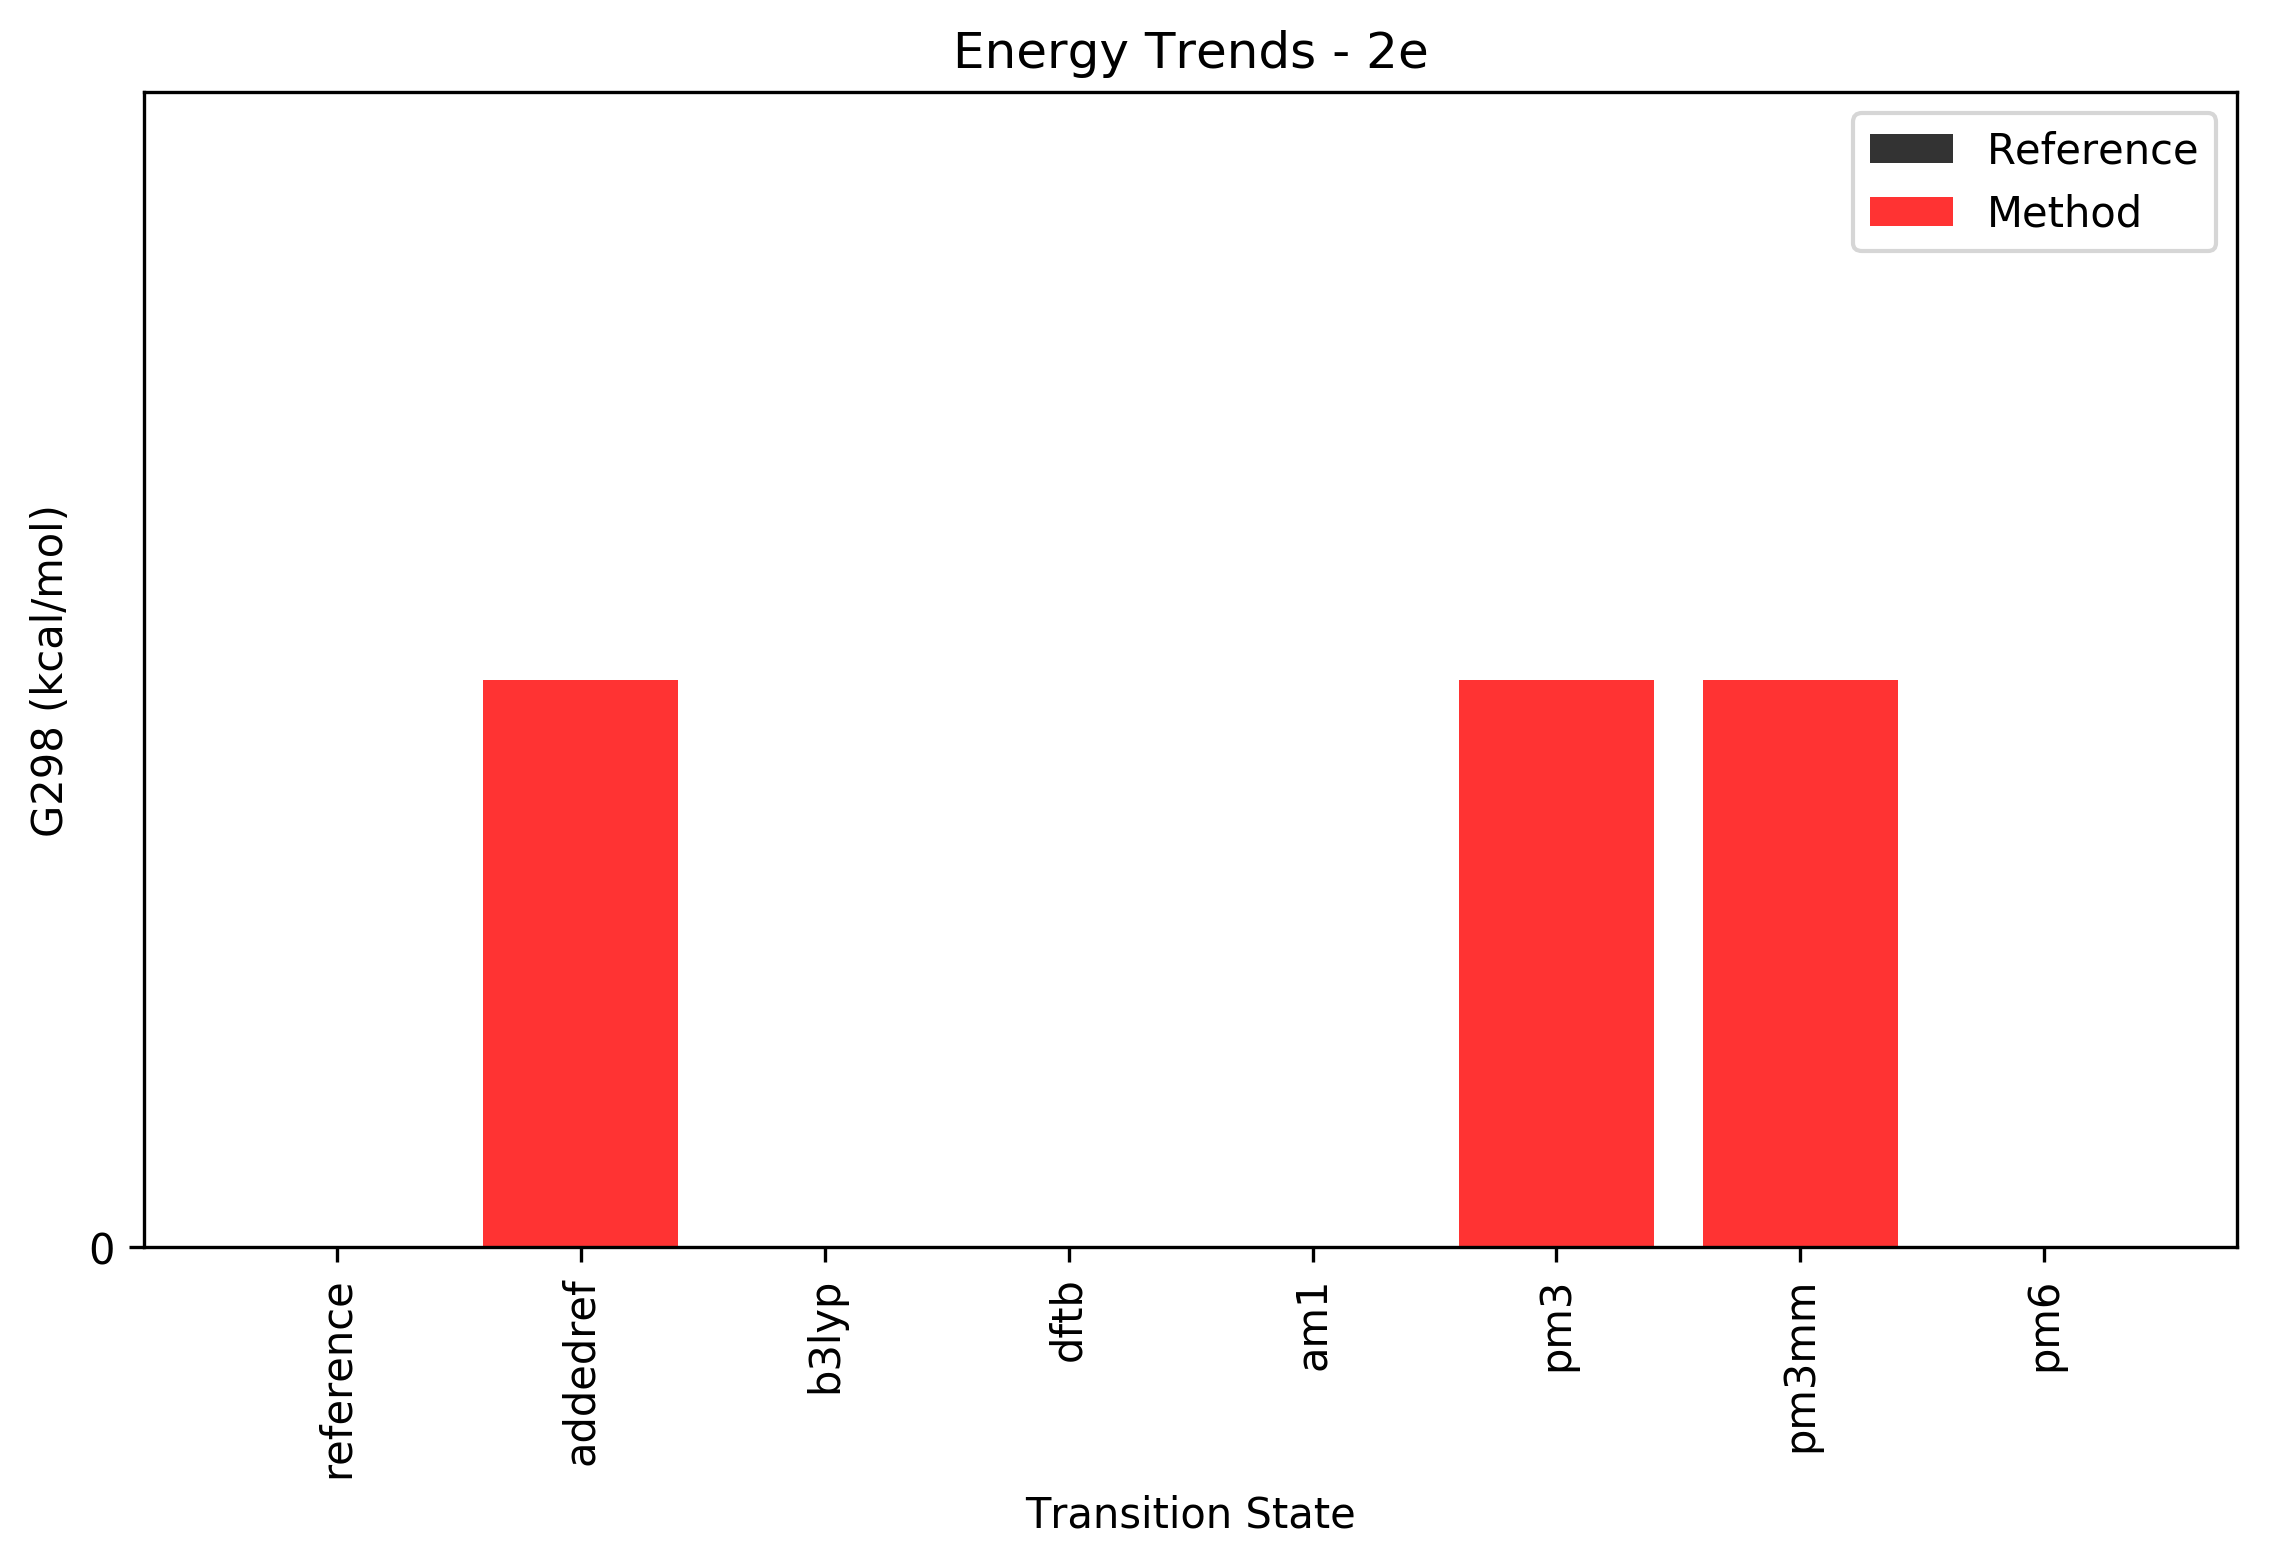 Energy Trends - 2e
Reference
Method
G298 (kcal/mol)
0
reference
addedref
b3lyp
dftb
am1
pm3
pm3mm
pm6
Transition State